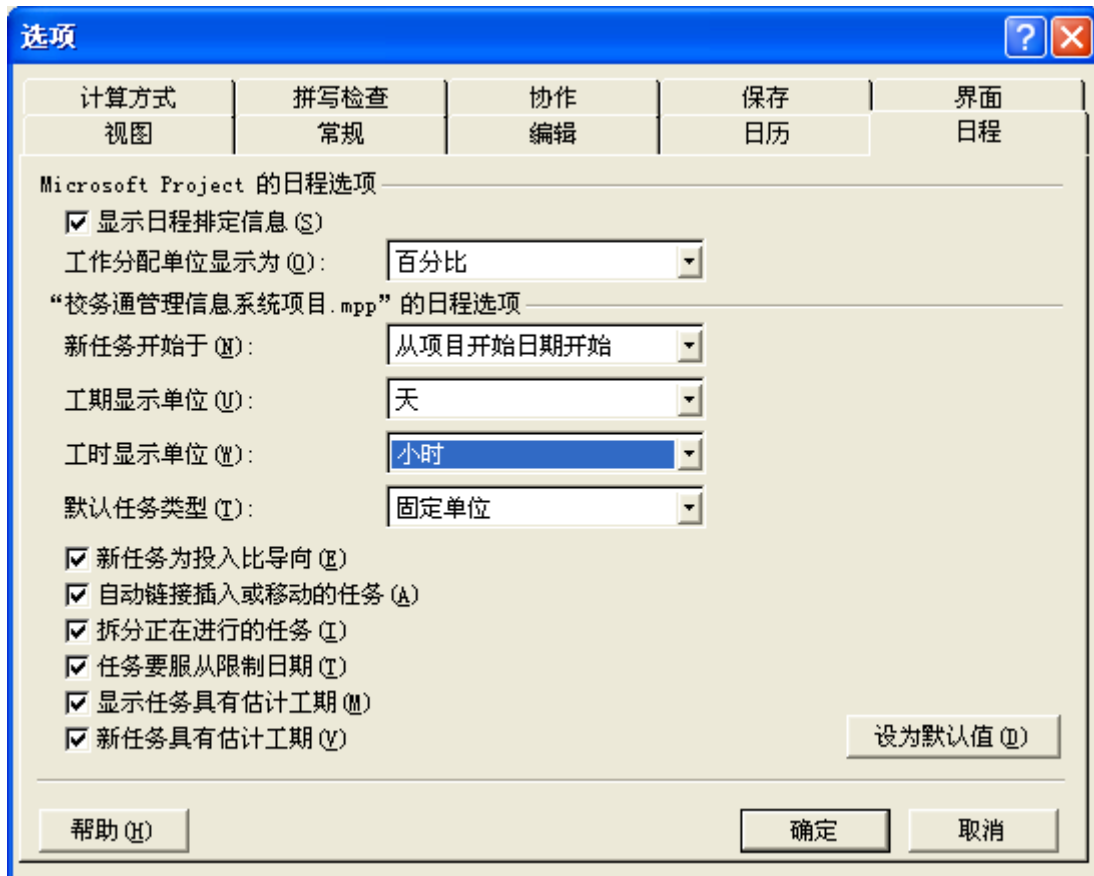 选项
计算方式 拼写检查 协作 保存 界面
视图 常规 编辑 日历 日程
Microsoft Project 的日程选项
显示日程排定信息(S)
工作分配单位显示为(O): 百分比
“校务通管理信息系统项目.mpp” 的日程选项
新任务开始于(N): 从项目开始日期开始
工期显示单位(U): 天
工时显示单位(W): 小时
默认任务类型(T): 固定单位
新任务为投入比导向(E)
自动链接插入或移动的任务(A)
拆分正在进行的任务(I)
任务要服从限制日期(T)
显示任务具有估计工期(M)
新任务具有估计工期(V)
设为默认值(D)
帮助(H) 确定 取消